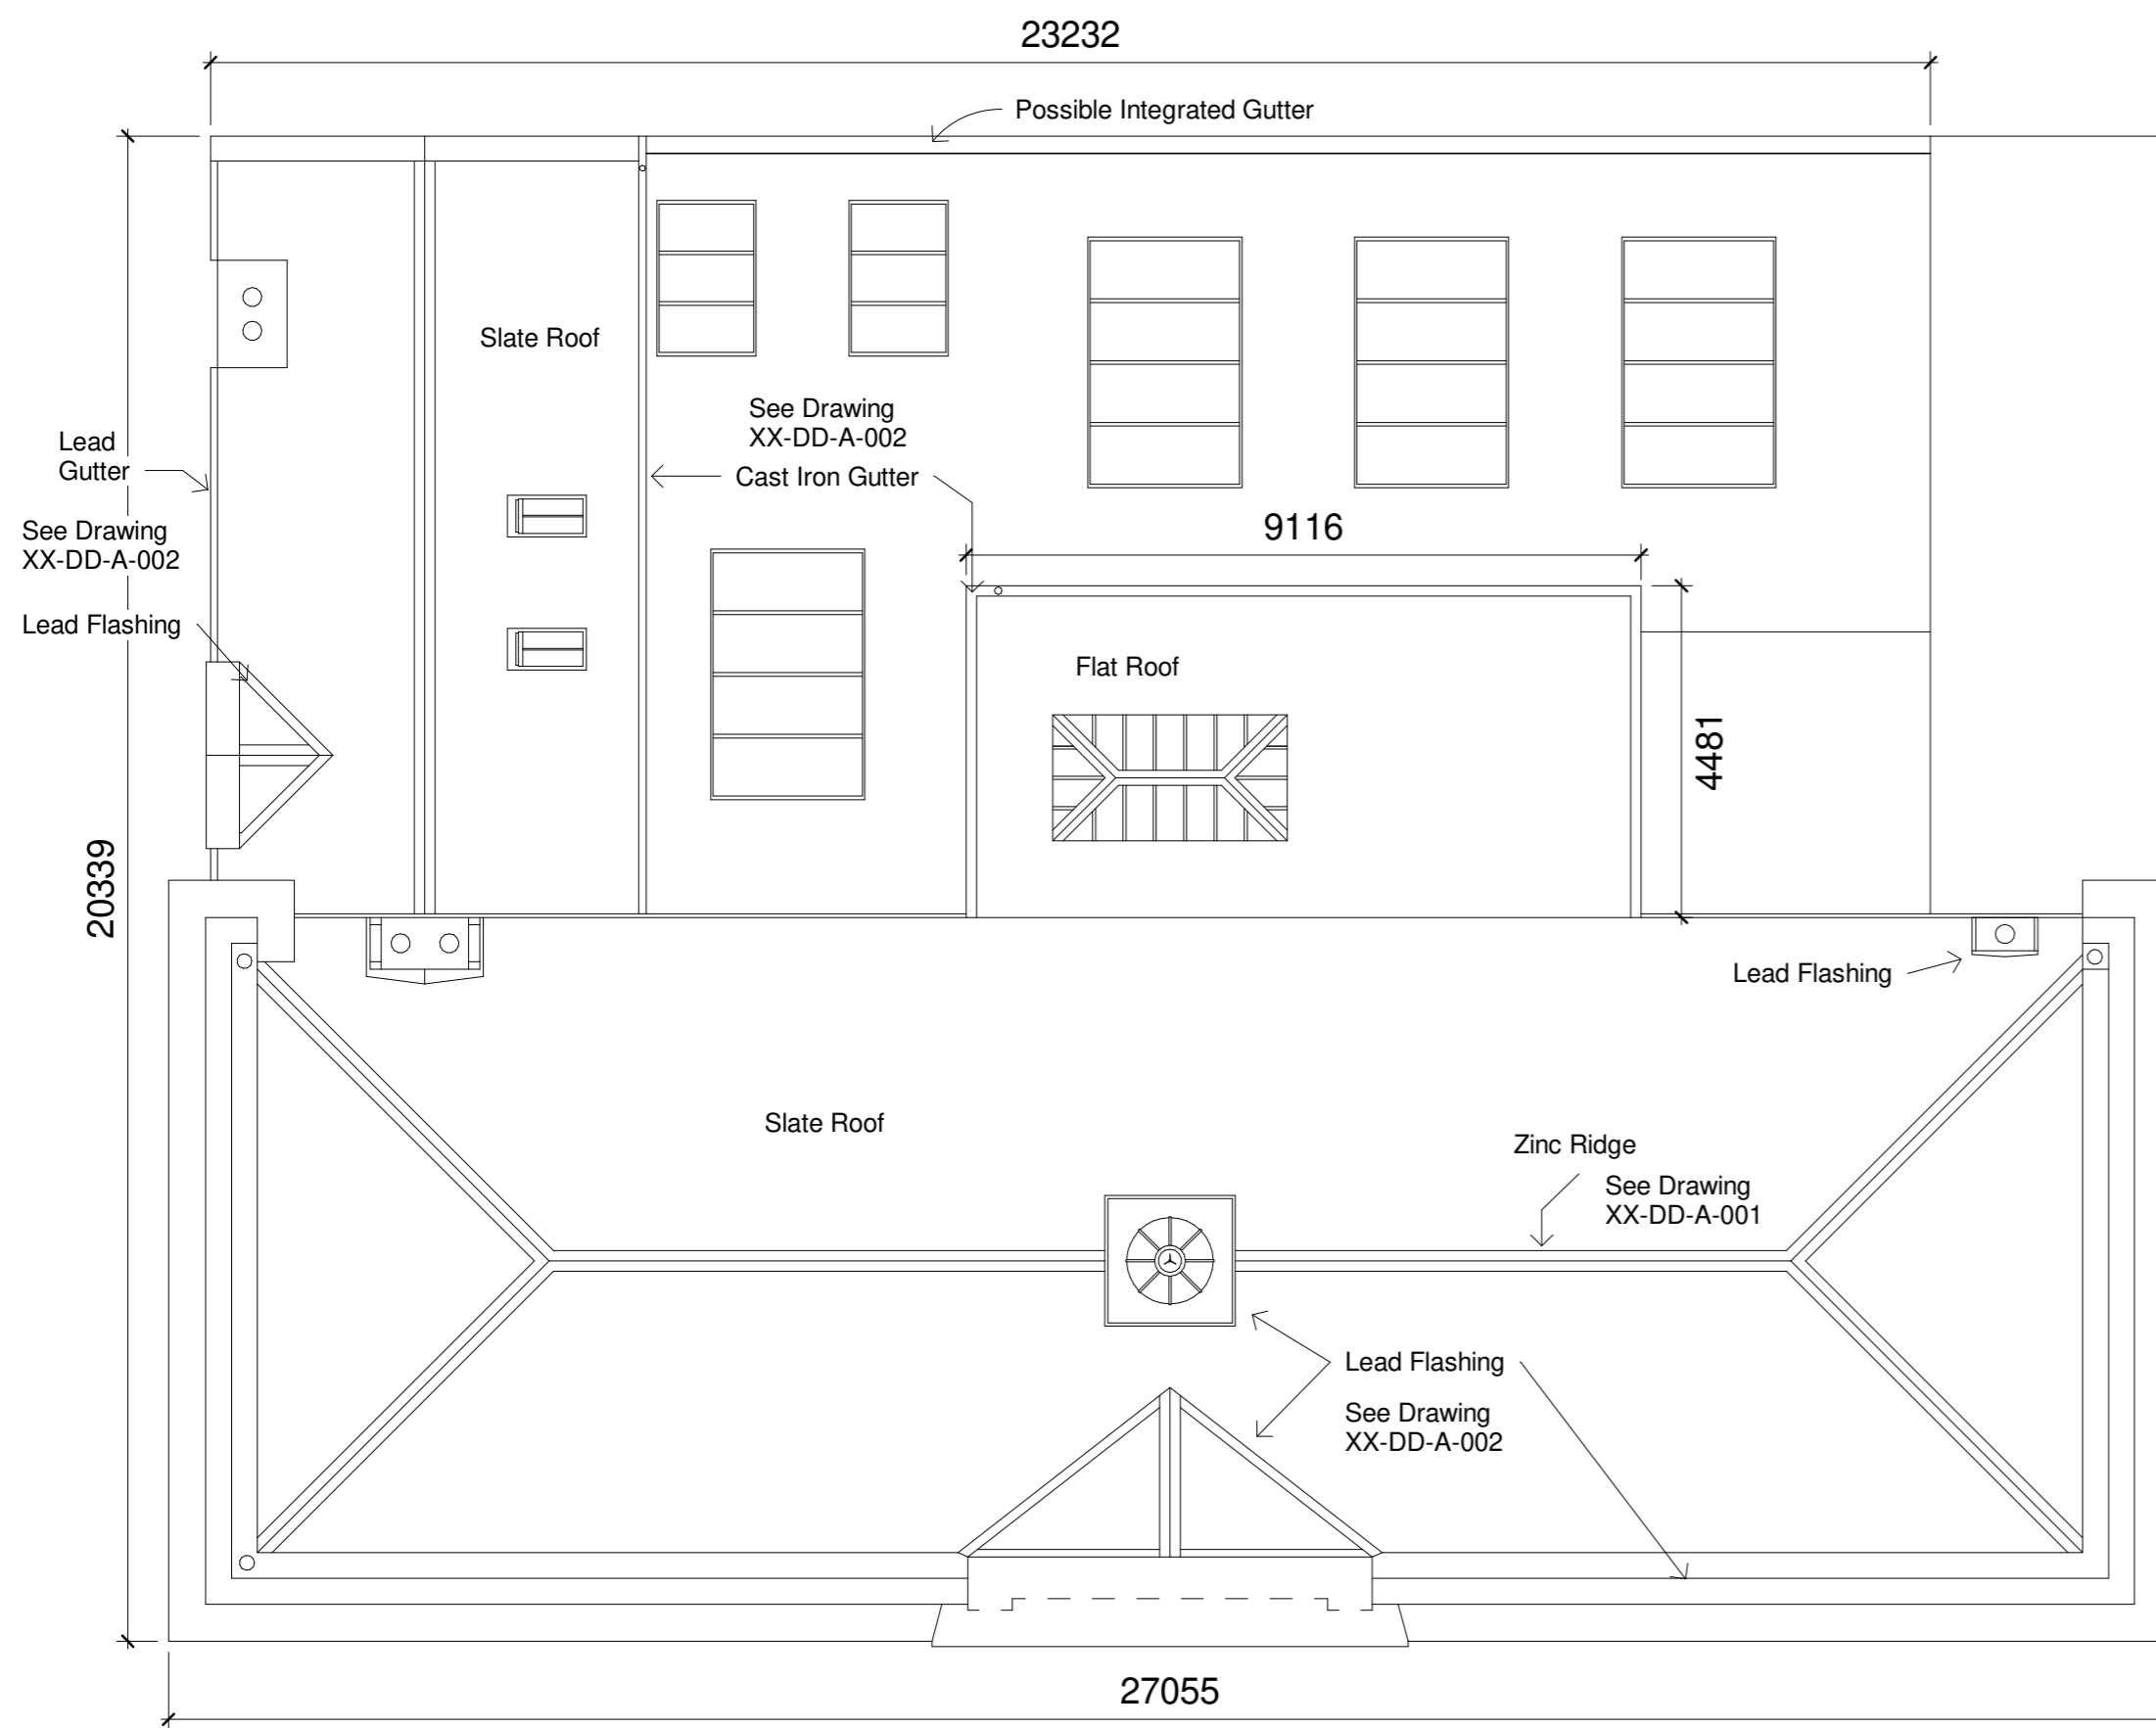 23232
Possible Integrated Gutter
Slate Roof
See Drawing
XX-DD-A-002
Cast Iron Gutter
Lead
Gutter
See Drawing
XX-DD-A-002
Lead Flashing
9116
Flat Roof
4481
20339
Lead Flashing
Slate Roof
Zinc Ridge
See Drawing
XX-DD-A-001
Lead Flashing
See Drawing
XX-DD-A-002
27055